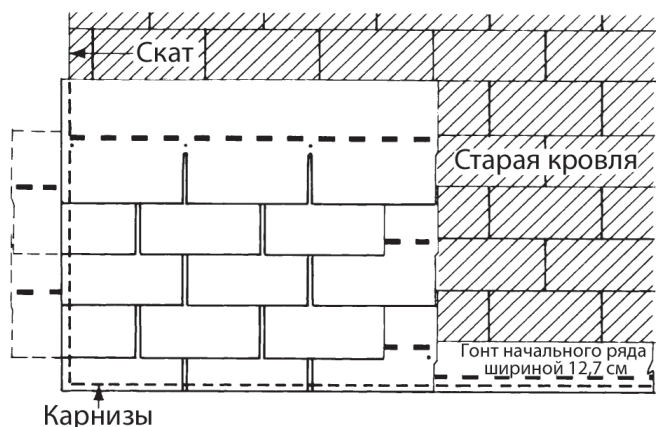 Скат
Старая кровля
Гонт начального ряда
шириной 12,7 см
Карнизы